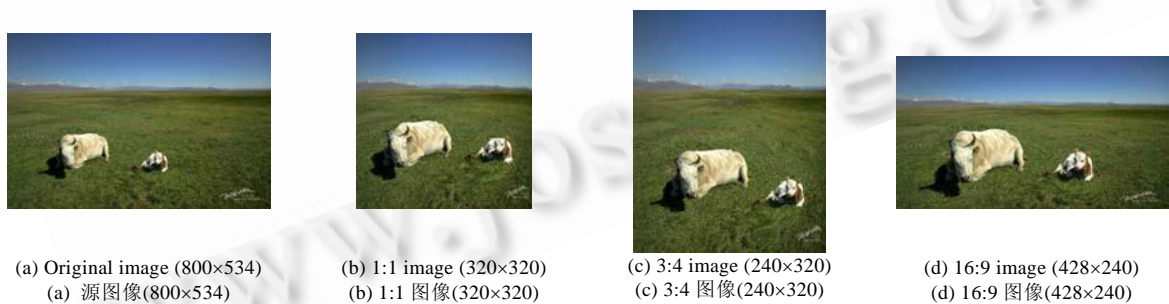 (a) Original image (800×534)
(a) 源图像(800×534)
(b) 1:1 image (320×320)
(b) 1:1 图像(320×320)
(c) 3:4 image (240×320)
(c) 3:4 图像(240×320)
(d) 16:9 image (428×240)
(d) 16:9 图像(428×240)